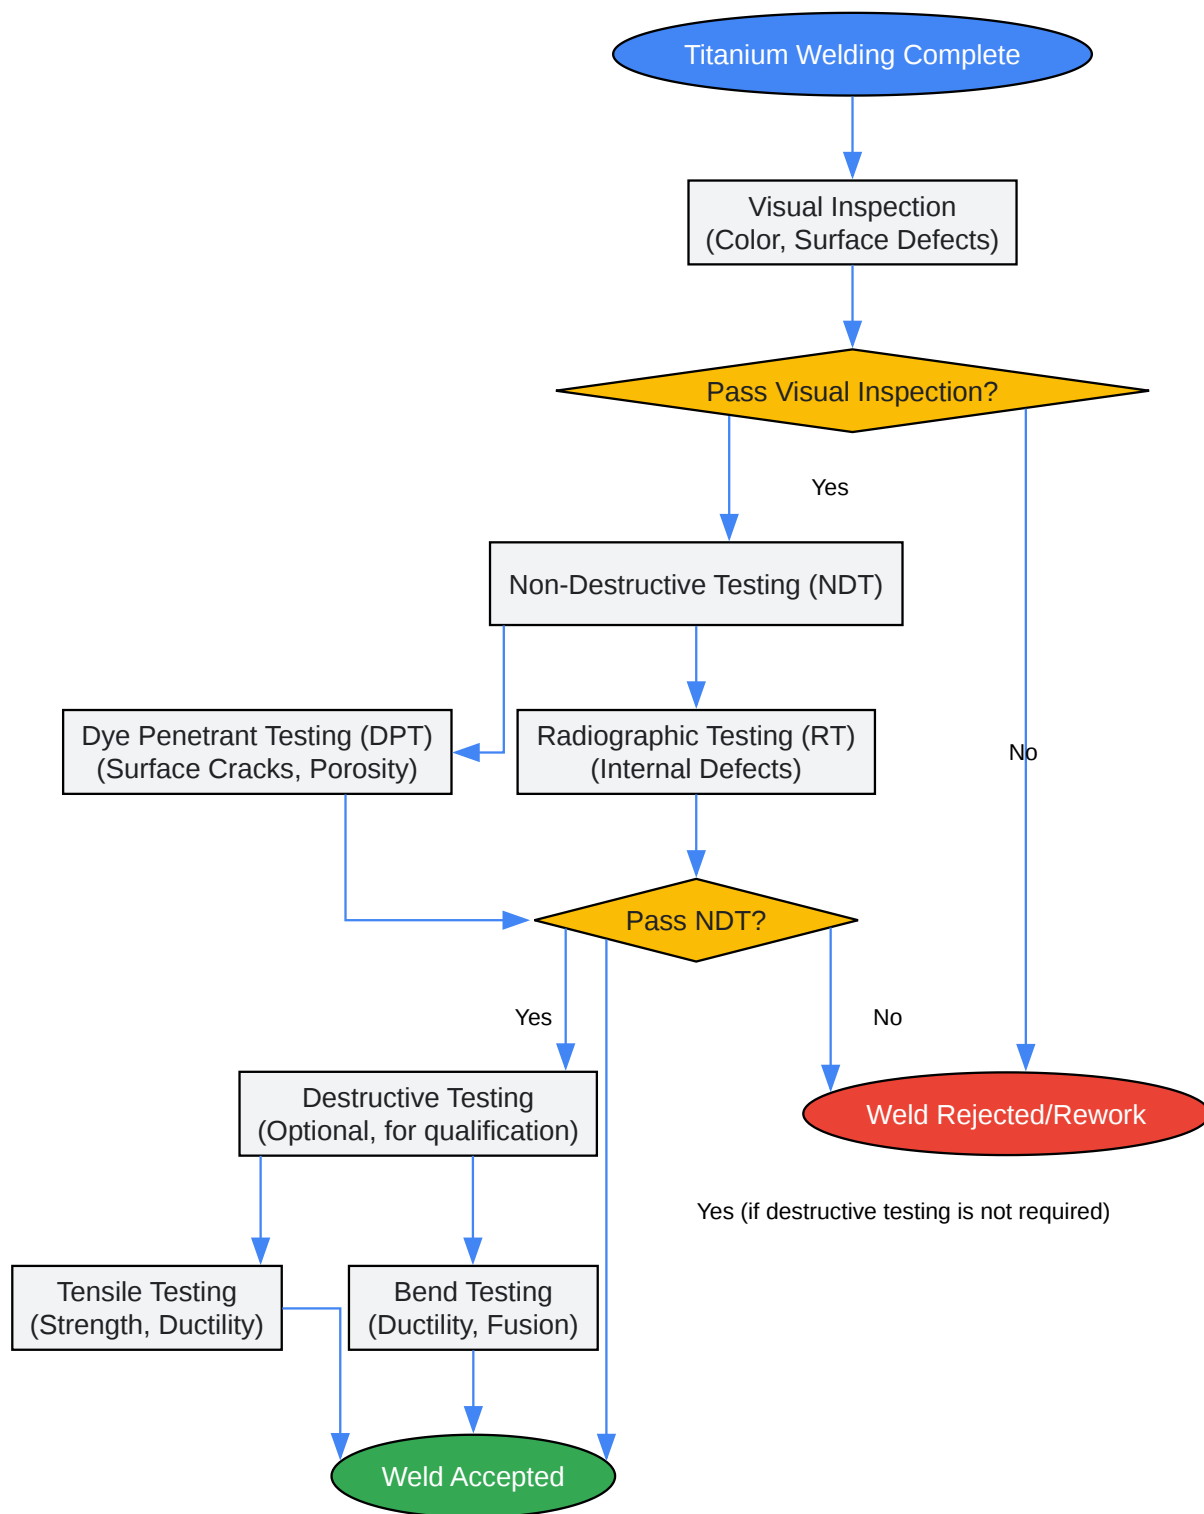 Titanium Welding Complete
Visual Inspection
(Color, Surface Defects)
Pass Visual Inspection?
Yes
Non-Destructive Testing (NDT)
Dye Penetrant Testing (DPT)
(Surface Cracks, Porosity)
Radiographic Testing (RT)
(Internal Defects)
No
Pass NDT?
Yes
No
Destructive Testing
(Optional, for qualification)
Weld Rejected/Rework
Yes (if destructive testing is not required)
Tensile Testing
(Strength, Ductility)
Bend Testing
(Ductility, Fusion)
Weld Accepted